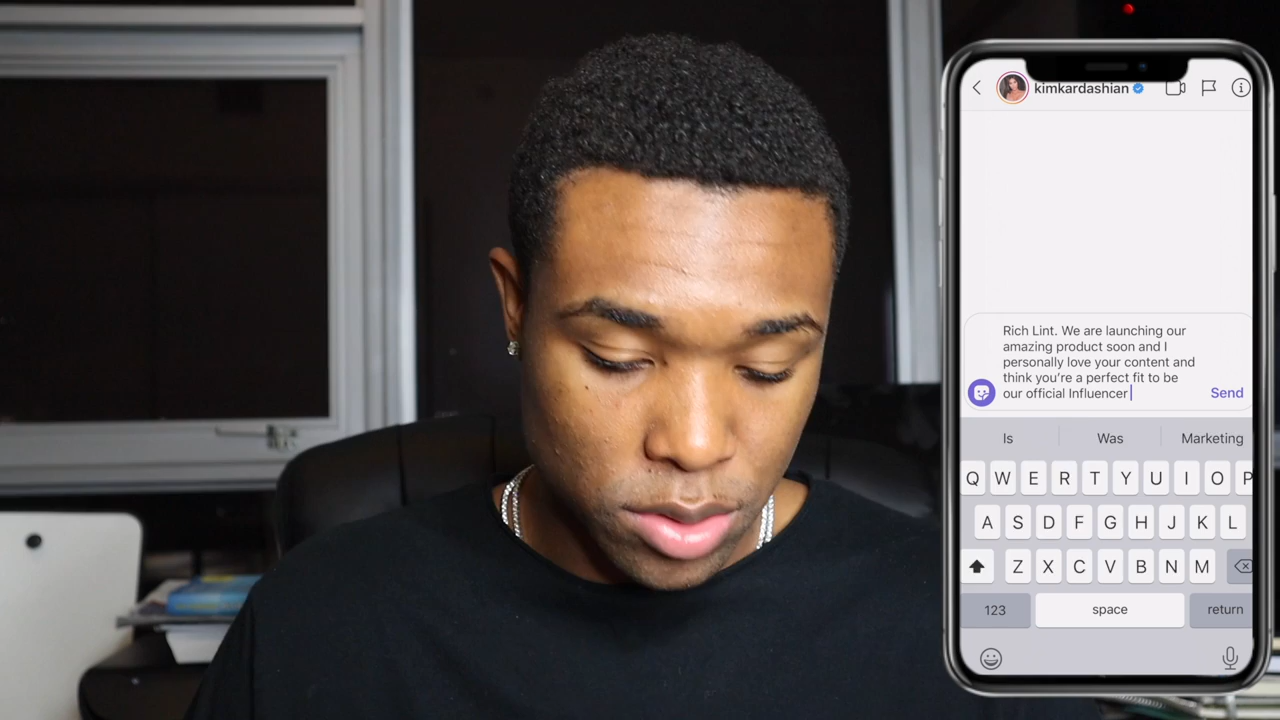 kimkardashian
Rich Lint. We are launching our
amazing product soon and I
personally love your content and
think you're a perfect fit to be
our official Influencer
Send
Is Was Marketing
Q W E R T Y U I O P
A S D F G H J K L
Z X C V B N M
123 space return